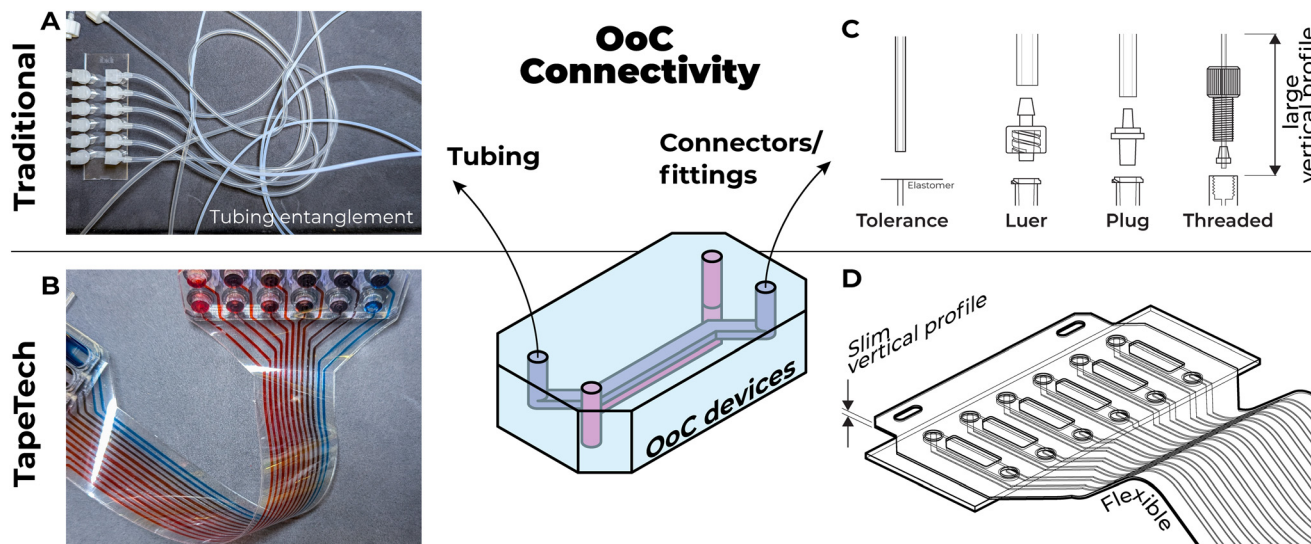 Traditional
A
Tubing entanglement
OoC
Connectivity
Tubing
Connectors/
fittings
C
Elastomer
Tolerance
Luer
Plug
Threaded
large
vertical profile
TapeTech
B
OoC devices
D
Slim
vertical profile
Flexible